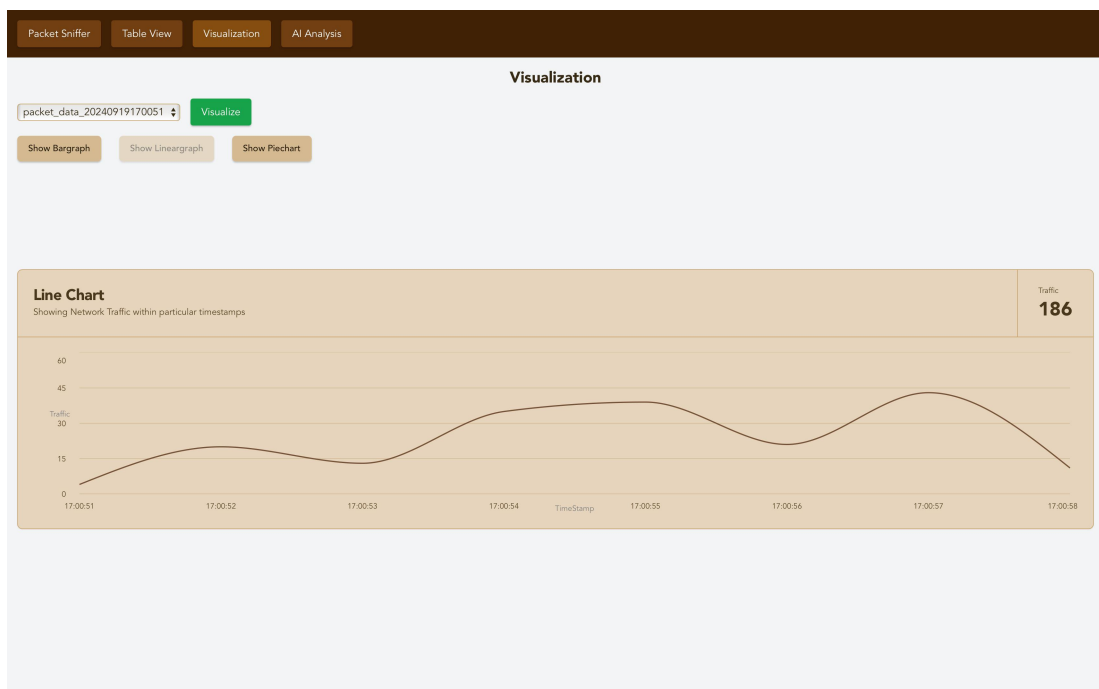 Packet Sniffer Table View Visualization AI Analysis
Visualization
packet_data_20240919170051 Visualize
Show Bargraph Show Lineargraph Show Piechart
Line Chart
Showing Network Traffic within particular timestamps
Traffic
186
60
45
Traffic
30
15
0
17:00:51 17:00:52 17:00:53 17:00:54 17:00:55 17:00:56 17:00:57 17:00:58
TimeStamp